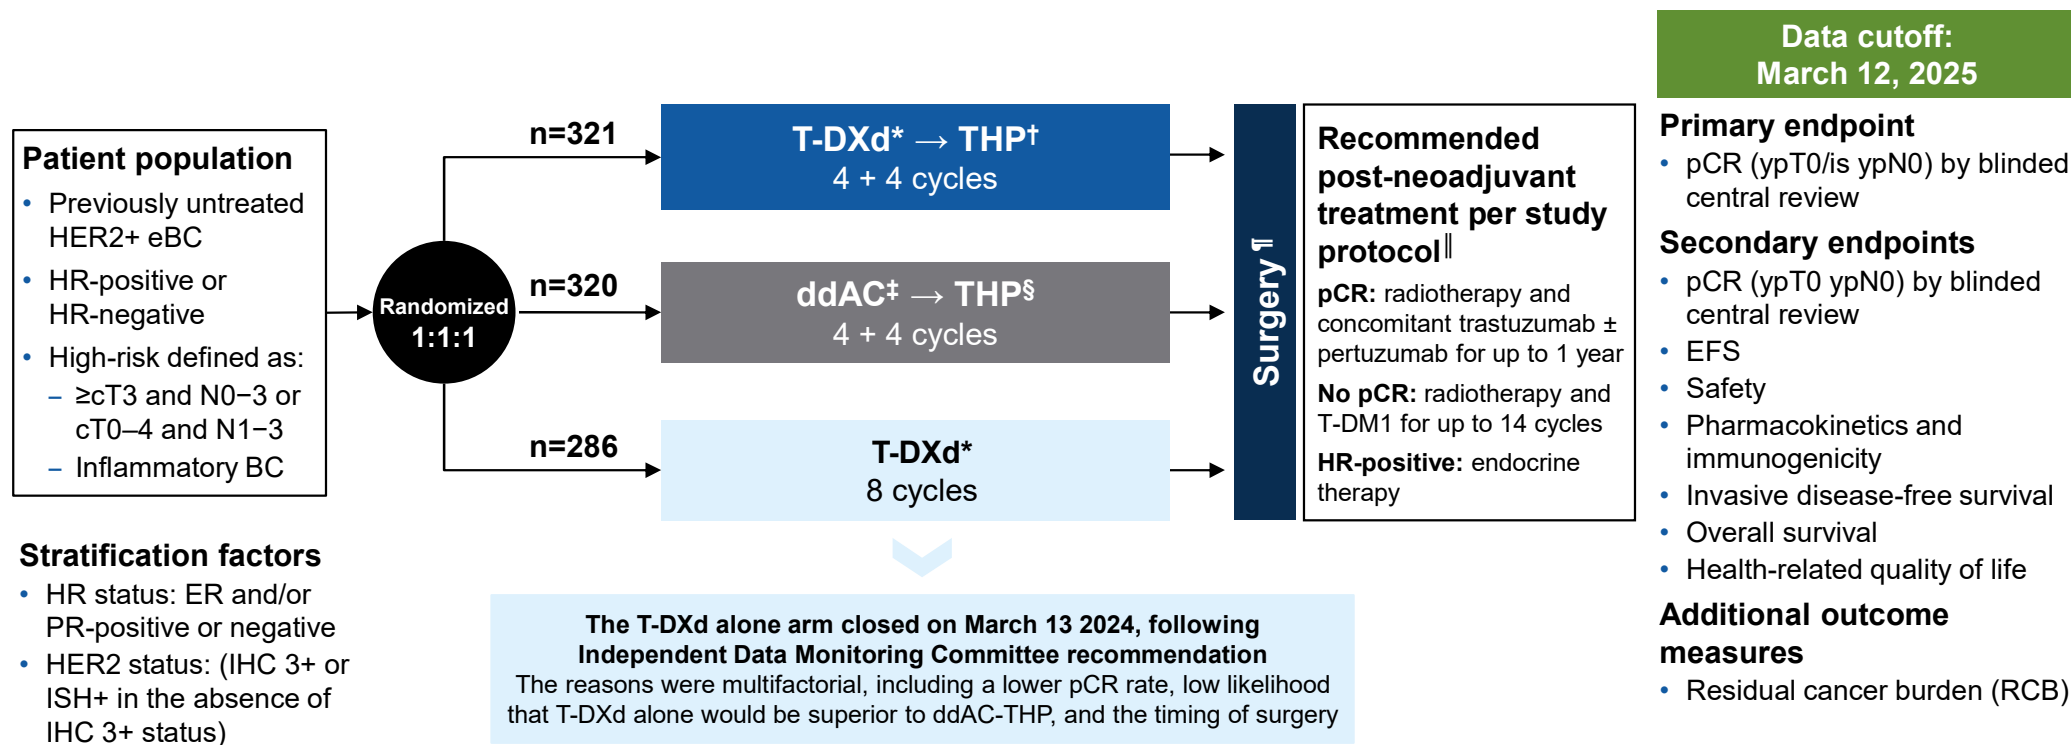 Patient population
• Previously untreated
HER2+ eBC
• HR-positive or
HR-negative
• High-risk defined as:
– ≥cT3 and N0−3 or
cT0–4 and N1−3
– Inflammatory BC
Stratification factors
• HR status: ER and/or
PR-positive or negative
• HER2 status: (IHC 3+ or
ISH+ in the absence of
IHC 3+ status)
Randomized
1:1:1
n=321
T-DXd* → THP†
4 + 4 cycles
n=320
ddAC‡ → THP§
4 + 4 cycles
n=286
T-DXd*
8 cycles
The T-DXd alone arm closed on March 13 2024, following
Independent Data Monitoring Committee recommendation
The reasons were multifactorial, including a lower pCR rate, low likelihood
that T-DXd alone would be superior to ddAC-THP, and the timing of surgery
Surgery¶
Recommended
post-neoadjuvant
treatment per study
protocol‖
pCR: radiotherapy and
concomitant trastuzumab ±
pertuzumab for up to 1 year
No pCR: radiotherapy and
T-DM1 for up to 14 cycles
HR-positive: endocrine
therapy
Data cutoff:
March 12, 2025
Primary endpoint
• pCR (ypT0/is ypN0) by blinded
central review
Secondary endpoints
• pCR (ypT0 ypN0) by blinded
central review
• EFS
• Safety
• Pharmacokinetics and
immunogenicity
• Invasive disease-free survival
• Overall survival
• Health-related quality of life
Additional outcome
measures
• Residual cancer burden (RCB)